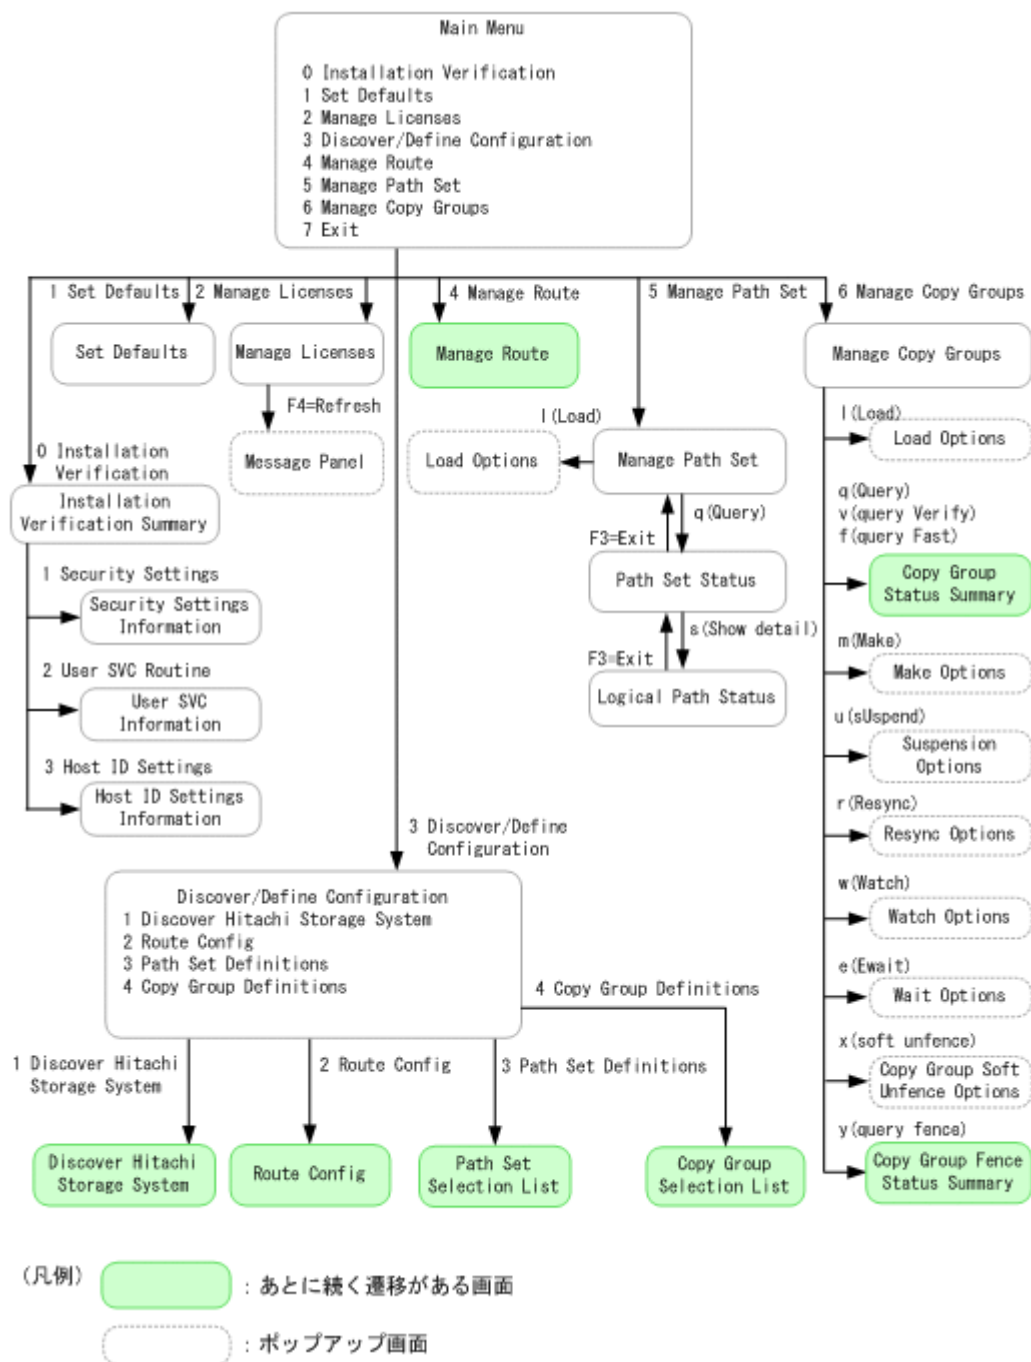 Main Menu
0 Installation Verification
1 Set Defaults
2 Manage Licenses
3 Discover/Define Configuration
4 Manage Route
5 Manage Path Set
6 Manage Copy Groups
7 Exit
1 Set Defaults
2 Manage Licenses
4 Manage Route
5 Manage Path Set
6 Manage Copy Groups
Set Defaults
Manage Licenses
Manage Route
Manage Copy Groups
F4=Refresh
Message Panel
0 Installation
Verification
Installation
Verification Summary
1 Security Settings
Security Settings
Information
2 User SVC Routine
User SVC
Information
3 Host ID Settings
Host ID Settings
Information
l(Load)
Load Options
Manage Path Set
q(Query)
F3=Exit
Path Set Status
s(Show detail)
F3=Exit
Logical Path Status
l(Load)
Load Options
q(Query)
v(query Verify)
f(query Fast)
Copy Group
Status Summary
m(Make)
Make Options
u(sUspend)
Suspension
Options
r(Resync)
Resync Options
w(Watch)
Watch Options
e(Ewait)
Wait Options
x(soft unfence)
Copy Group Soft
Unfence Options
y(query fence)
Copy Group Fence
Status Summary
3 Discover/Define
Configuration
Discover/Define Configuration
1 Discover Hitachi Storage System
2 Route Config
3 Path Set Definitions
4 Copy Group Definitions
4 Copy Group Definitions
1 Discover Hitachi
Storage System
2 Route Config
3 Path Set Definitions
Discover Hitachi
Storage System
Route Config
Path Set
Selection List
Copy Group
Selection List
(凡例)
: あとに続く遷移がある画面
: ポップアップ画面